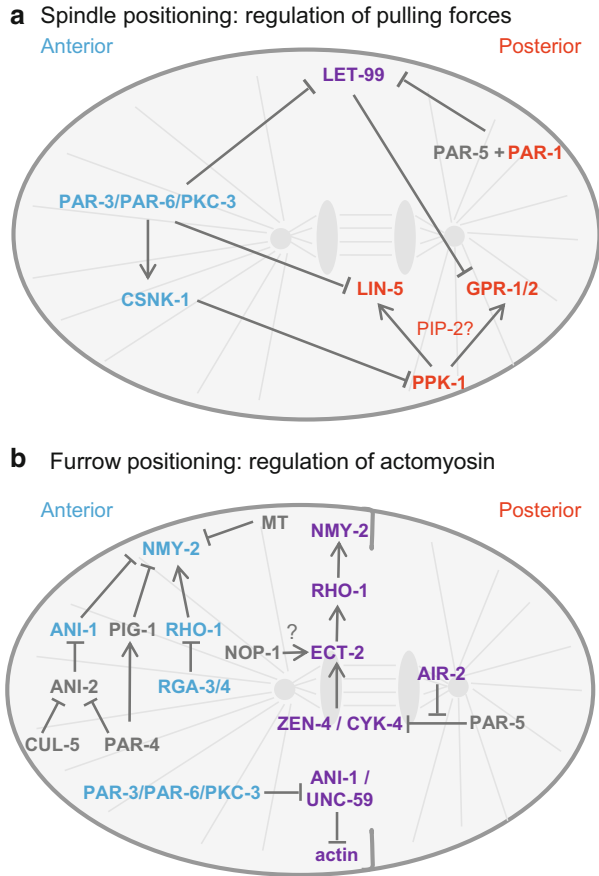 a Spindle positioning: regulation of pulling forces
Anterior
Posterior
LET-99
PAR-5 + PAR-1
PAR-3/PAR-6/PKC-3
CSNK-1
LIN-5
GPR-1/2
PIP-2?
PPK-1
b Furrow positioning: regulation of actomyosin
Anterior
Posterior
MT
NMY-2
NMY-2
RHO-1
ANI-1
PIG-1
RHO-1
?
NOP-1
ECT-2
AIR-2
ANI-2
RGA-3/4
ZEN-4 / CYK-4
PAR-5
CUL-5
PAR-4
PAR-3/PAR-6/PKC-3
ANI-1 /
UNC-59
actin